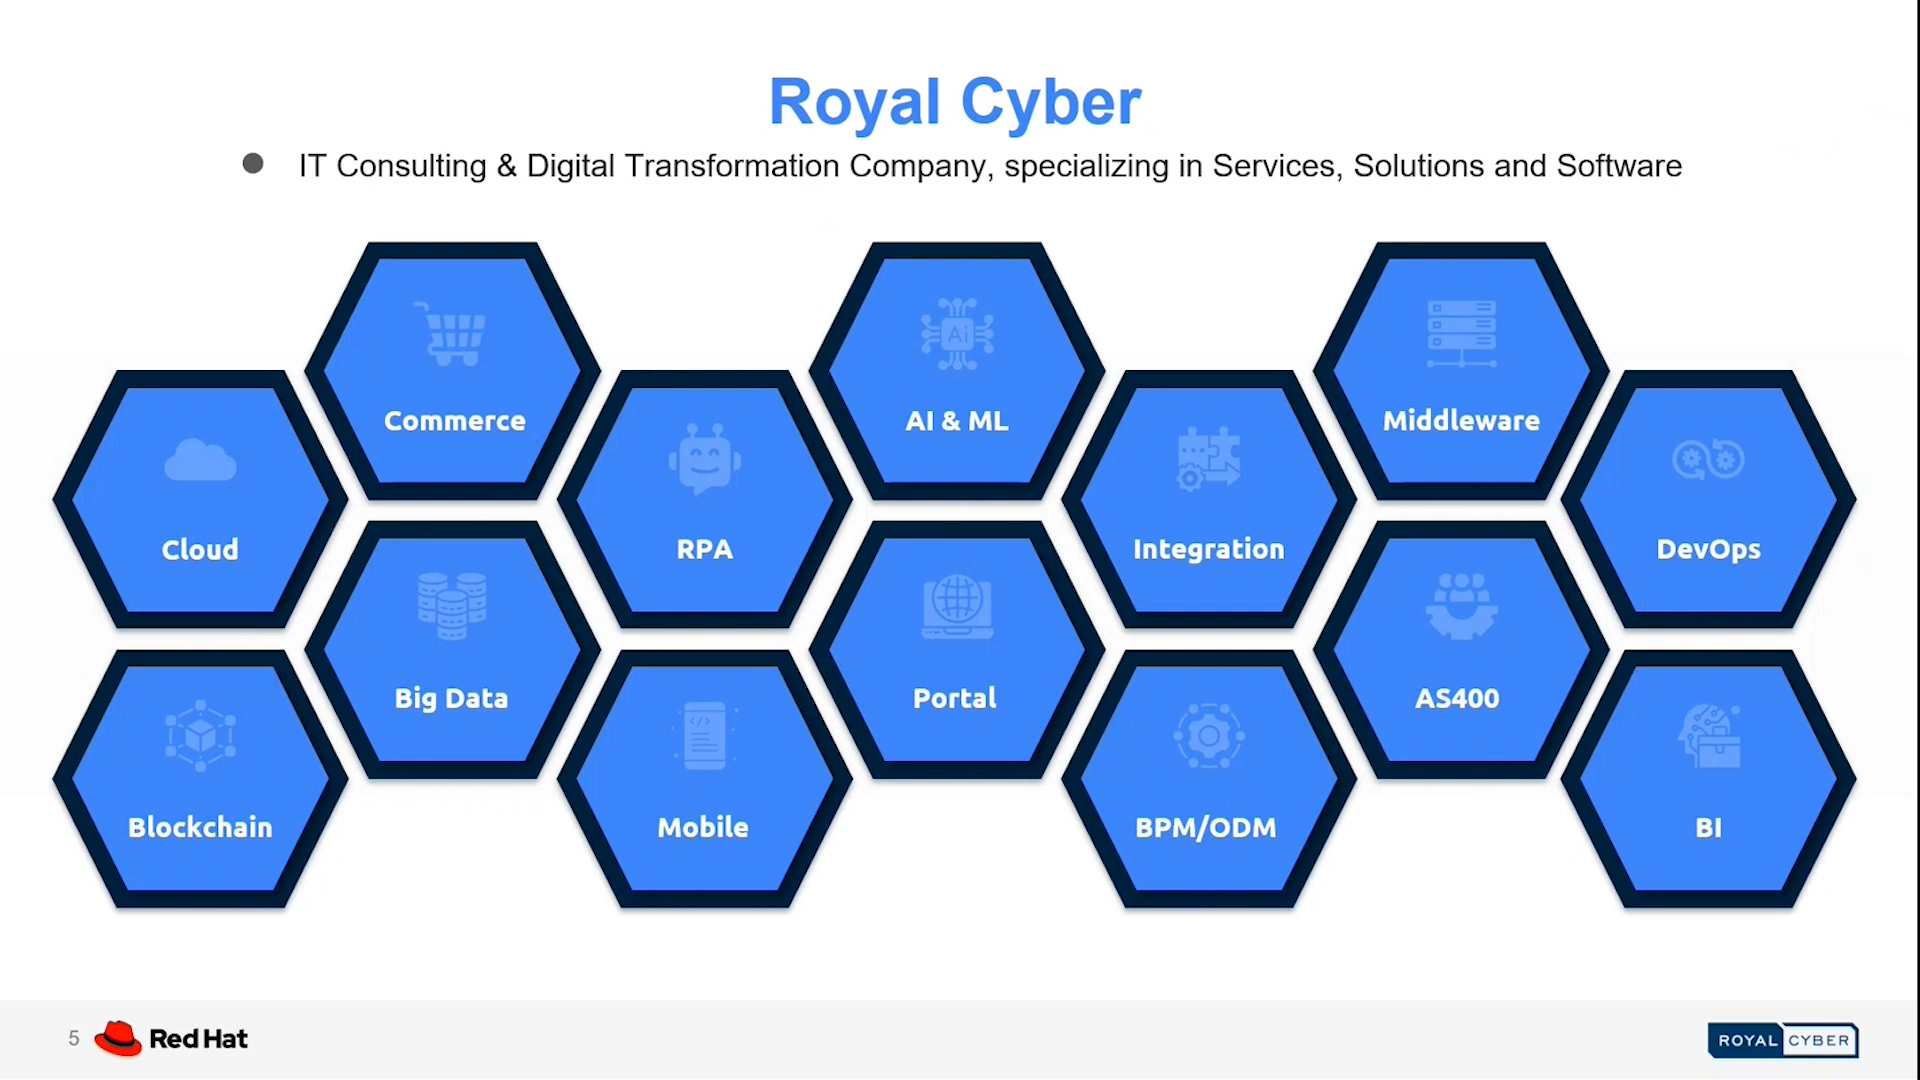 Royal Cyber
● IT Consulting & Digital Transformation Company, specializing in Services, Solutions and Software
Commerce
Ai
AI & ML
Middleware
Cloud
RPA
Integration
DevOps
Big Data
Portal
AS400
Blockchain
</>
Mobile
BPM/ODM
BI
5
Red Hat
ROYAL CYBER